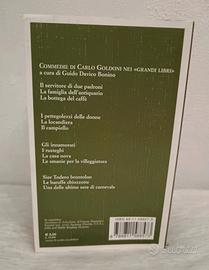 COMMEDIE DI CARLO GOLDONI NEI «GRANDI LIBRI»
a cura di Guido Davico Bonino
Il servitore di due padroni
La famiglia dell'antiquario
La bottega del caffè
I pettegolezzi delle donne
La locandiera
Il campiello
Gli innamorati
I rusteghi
La casa nova
Le smanie per la villeggiatura
Sior Todero brontolon
Le baruffe chiozzotte
Una delle ultime sere di carnovale
subito.it